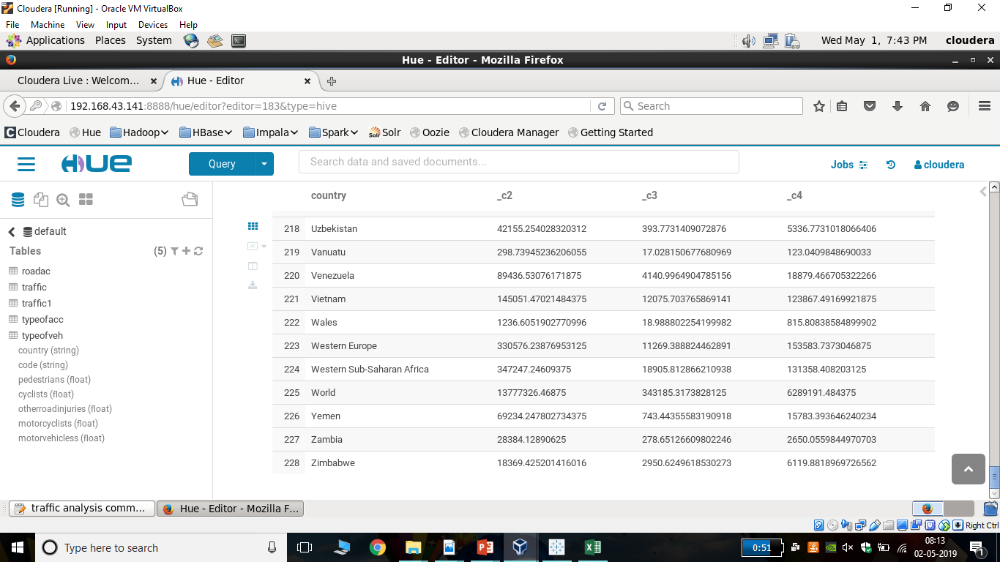 Cloudera [Running] - Oracle VM VirtualBox
File Machine View Input Devices Help
Applications Places System Wed May 1, 7:43 PM cloudera
Hue - Editor - Mozilla Firefox
Cloudera Live : Welcom... Hue - Editor
192.168.43.141:8888/hue/editor?editor=183&type=hive Search
Cloudera Hue Hadoop HBase Impala Spark Solr Solr Oozie Cloudera Manager Getting Started
HUE Query Search data and saved documents... Jobs cloudera
country _c2 _c3 _c4
default
Tables (5)
roadac
traffic
traffic1
typeofacc
typeofveh
country (string)
code (string)
pedestrians (float)
cyclists (float)
otherroadinjuries (float)
motorcyclists (float)
motorvehicless (float)
218 Uzbekistan 42155.254028320312 393.7731409072876 5336.7731018066406
219 Vanuatu 298.73945236206055 17.028150677680969 123.0409848690033
220 Venezuela 89436.53076171875 4140.9964904785156 18879.466705322266
221 Vietnam 145051.47021484375 12075.703765869141 123867.49169921875
222 Wales 1236.6051902770996 18.988802254199982 815.80838584899902
223 Western Europe 330576.23876953125 11269.388824462891 153583.7373046875
224 Western Sub-Saharan Africa 347247.24609375 18905.812866210938 131358.408203125
225 World 13777326.46875 343185.3173828125 6289191.484375
226 Yemen 69234.247802734375 743.44355583190918 15783.393646240234
227 Zambia 28384.12890625 278.65126609802246 2650.0559844970703
228 Zimbabwe 18369.425201416016 2950.6249618530273 6119.8818969726562
traffic analysis comm... Hue - Editor - Mozilla F...
Right Ctrl
Type here to search 0:51 08:13
02-05-2019 1